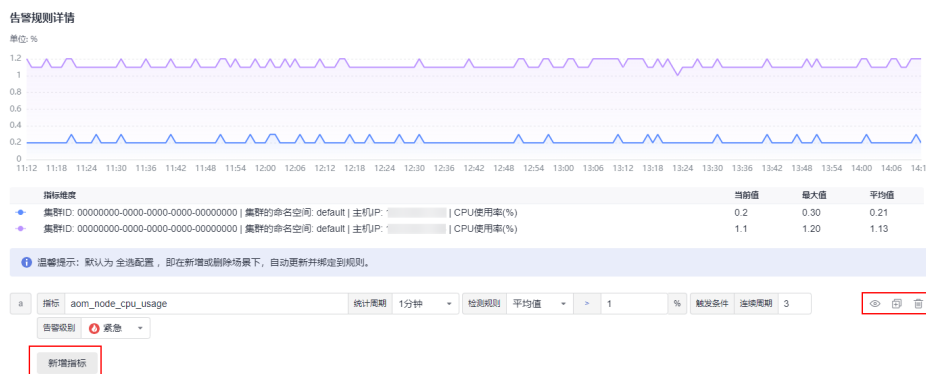 告警规则详情
单位: %
1.2
1
0.8
0.6
0.4
0.2
0
11:12 11:18 11:24 11:30 11:36 11:42 11:48 11:54 12:00 12:06 12:12 12:18 12:24 12:30 12:36 12:42 12:48 12:54 13:00 13:06 13:12 13:18 13:24 13:30 13:36 13:42 13:48 13:54 14:00 14:06 14:1
指标维度 当前值 最大值 平均值
集群ID: 00000000-0000-0000-0000-00000000 | 集群的命名空间: default | 主机IP: | CPU使用率(%) 0.2 0.30 0.21
集群ID: 00000000-0000-0000-0000-00000000 | 集群的命名空间: default | 主机IP: | CPU使用率(%) 1.1 1.20 1.13
温馨提示：默认为 全选配置 ，即在新增或删除场景下，自动更新并绑定到规则。
a 指标 aom_node_cpu_usage 统计周期 1分钟 检测规则 平均值 > 1 % 触发条件 连续周期 3
告警级别 紧急
新增指标